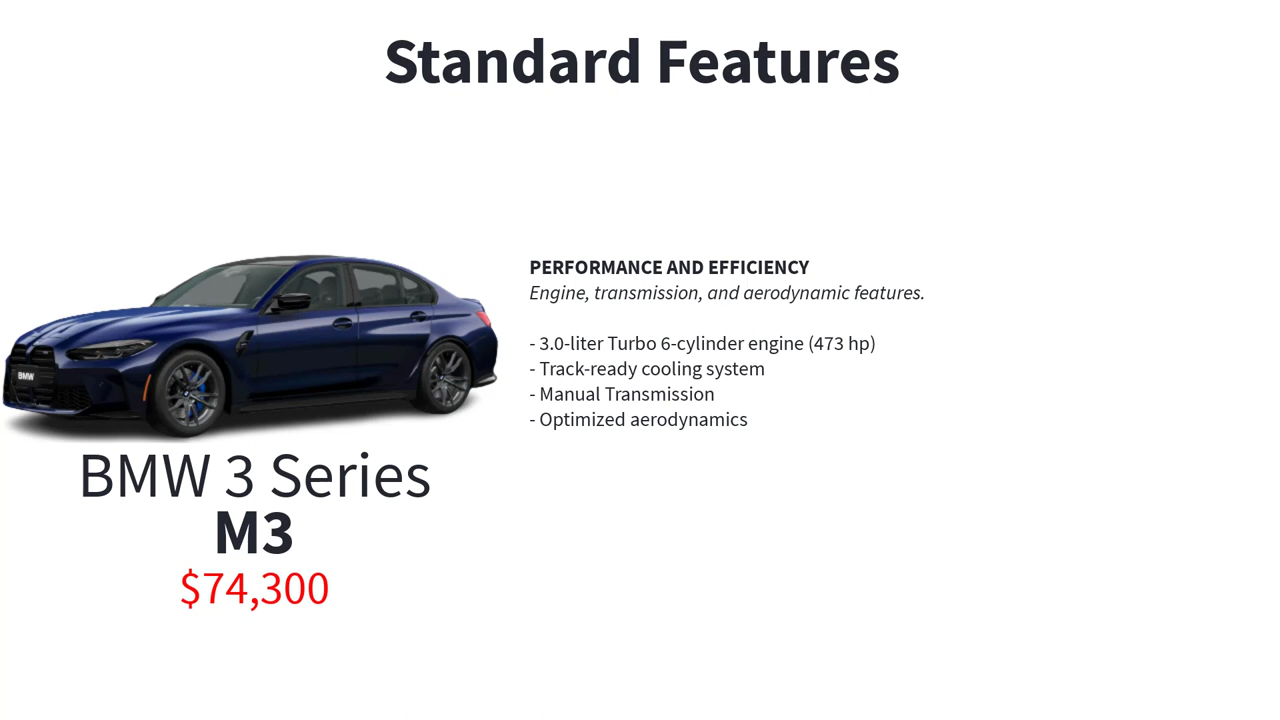 Standard Features
BMW
BMW 3 Series
M3
$74,300
PERFORMANCE AND EFFICIENCY
Engine, transmission, and aerodynamic features.
- 3.0-liter Turbo 6-cylinder engine (473 hp)
- Track-ready cooling system
- Manual Transmission
- Optimized aerodynamics